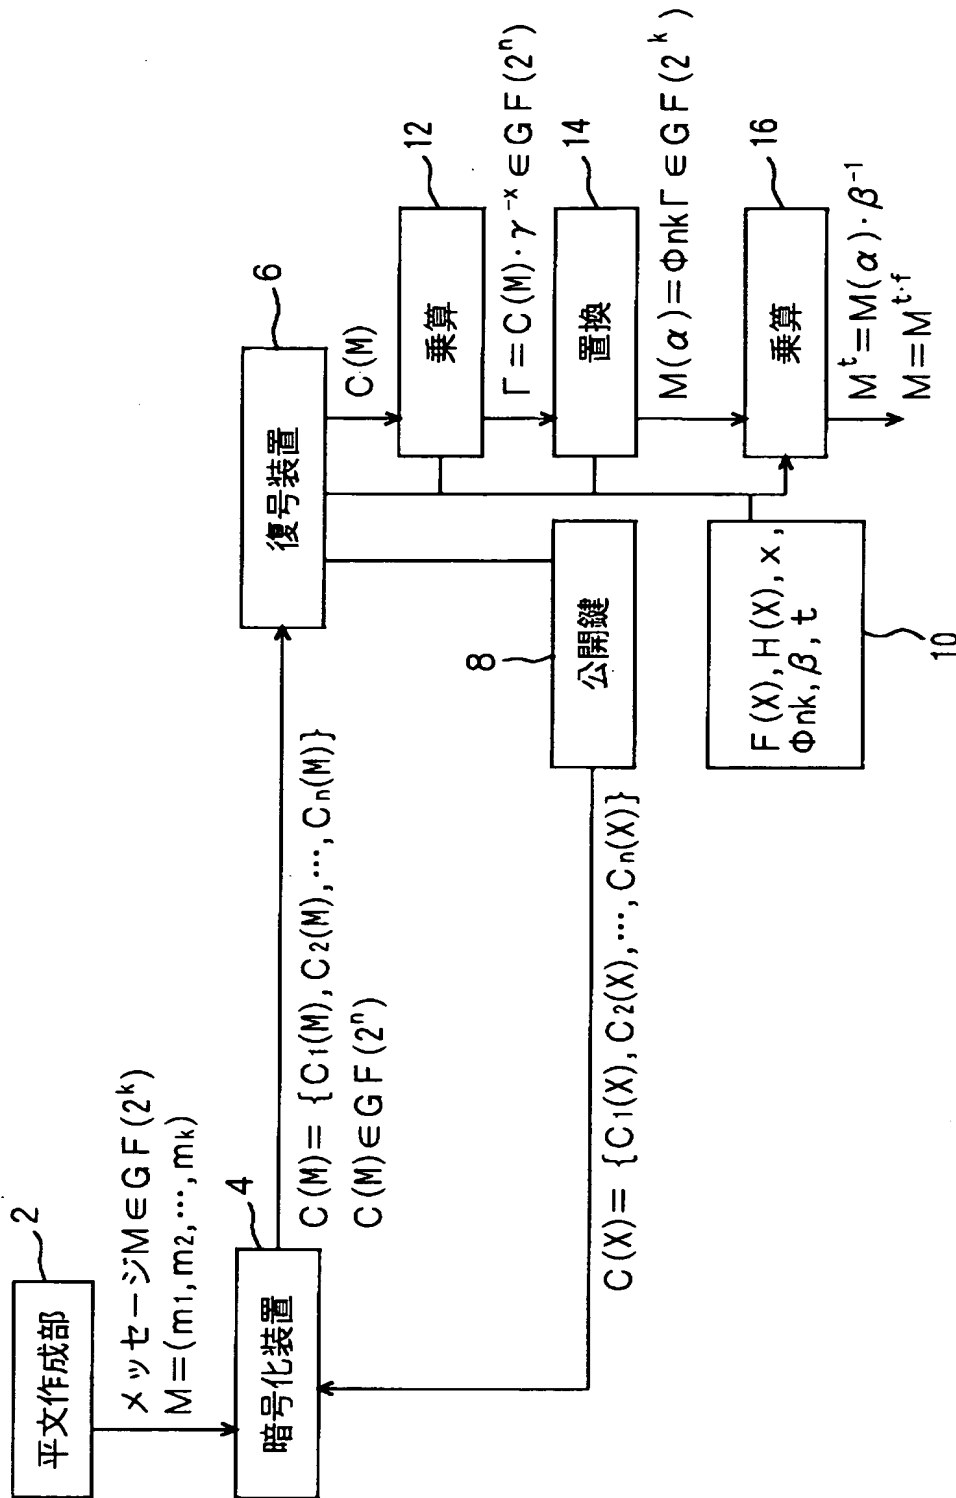 2
平文作成部
メッセージM∈GF(2^k)
M=(m1,m2,…,mk)
4
暗号化装置
C(M)={C1(M),C2(M),…,Cn(M)}
C(M)∈GF(2^n)
6
復号装置
C(M)
12
乗算
Γ=C(M)・γ^-x∈GF(2^n)
14
置換
M(α)=ΦnkΓ∈GF(2^k)
16
乗算
M^t=M(α)・β^-1
M=M^t・f
8
公開鍵
C(X)={C1(X),C2(X),…,Cn(X)}
F(X),H(X),x,
Φnk,β,t
10